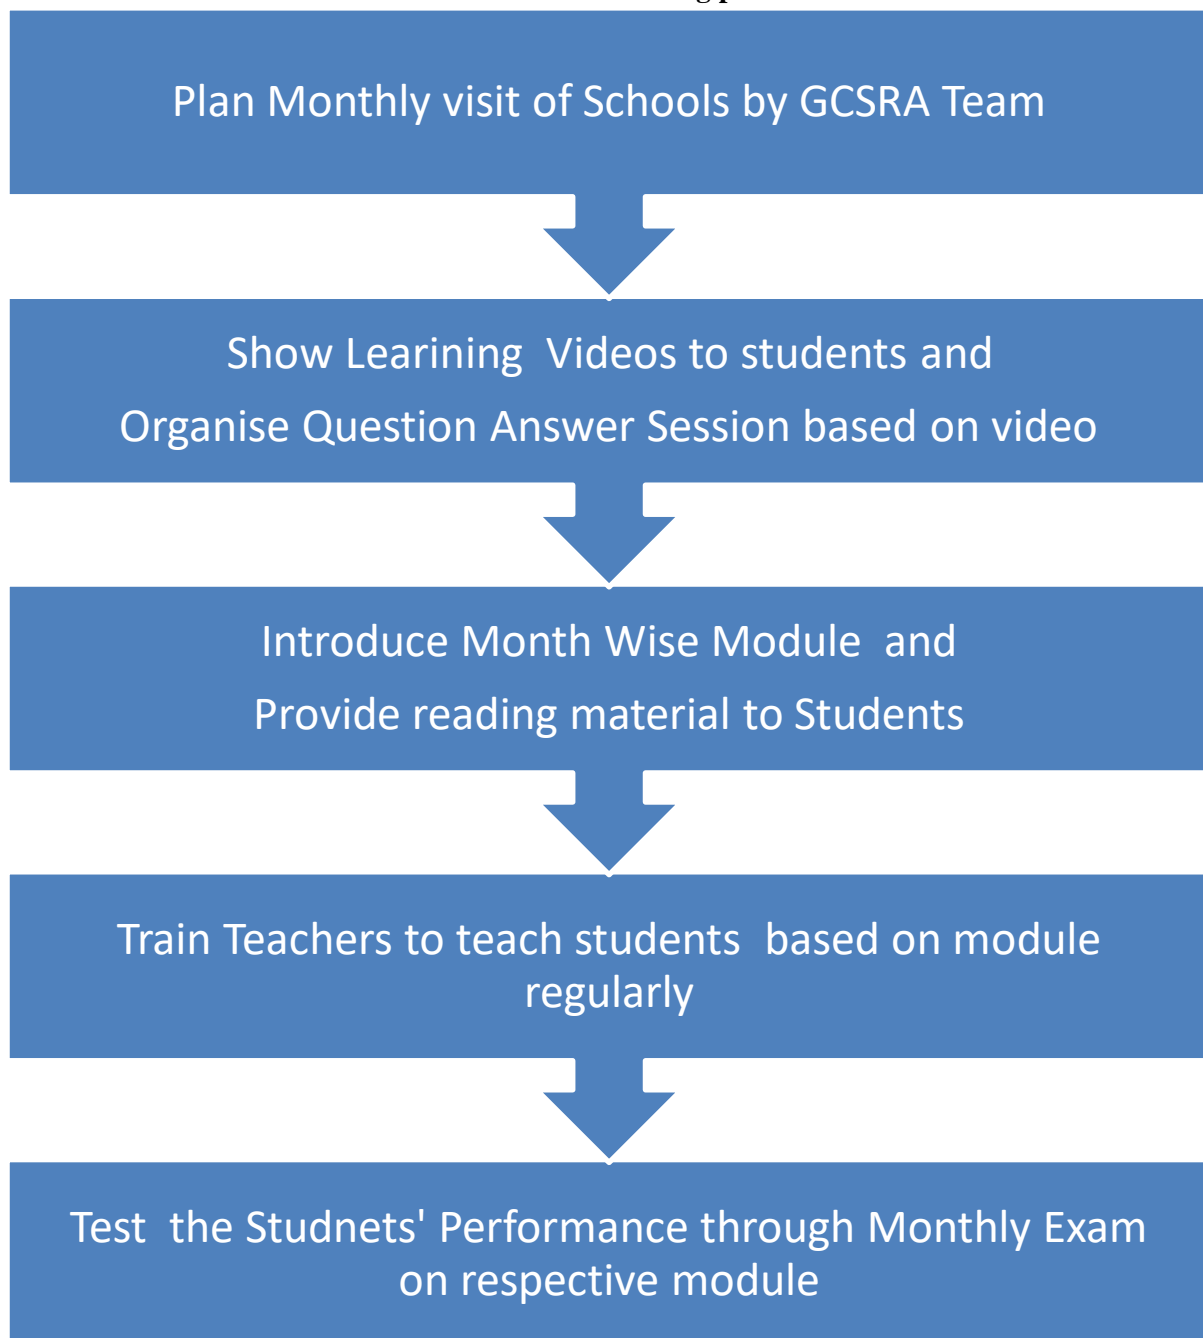 Plan Monthly visit of Schools by GCSRA Team
Show Learining Videos to students and
Organise Question Answer Session based on video
Introduce Month Wise Module and
Provide reading material to Students
Train Teachers to teach students based on module
regularly
Test the Studnets' Performance through Monthly Exam
on respective module